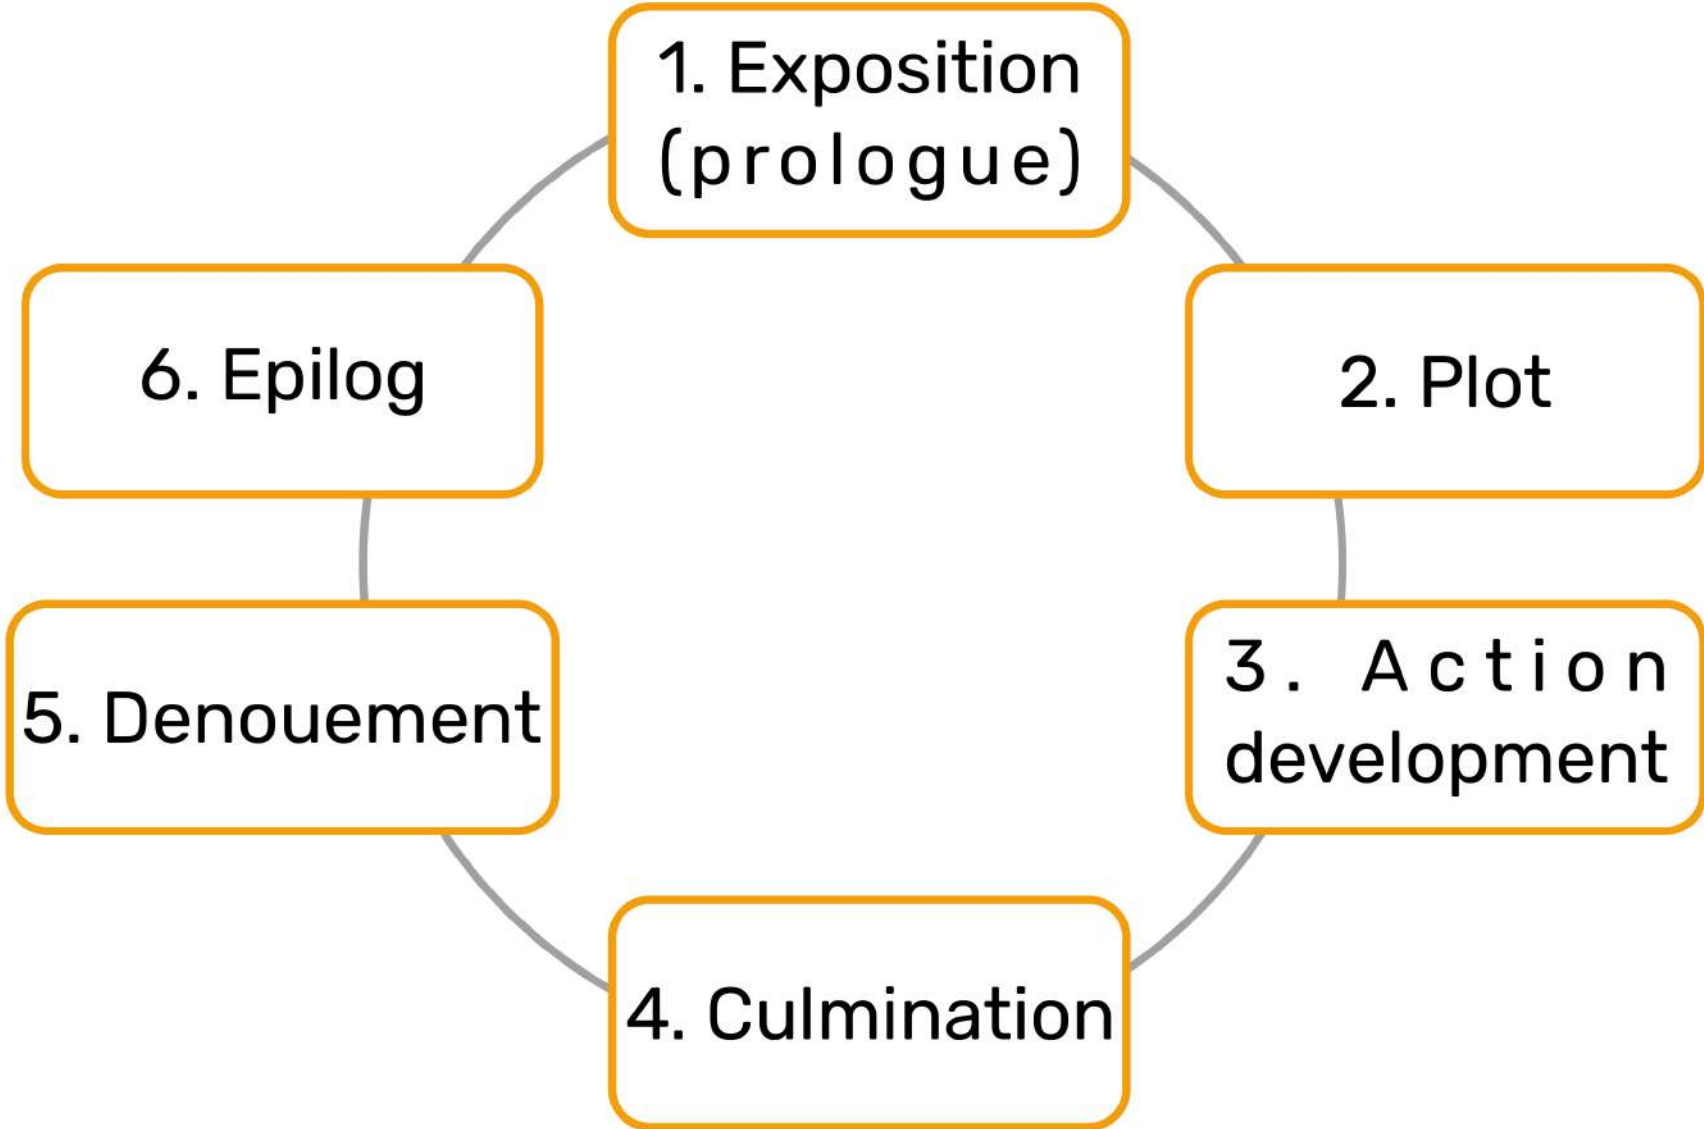 1. Exposition
(prologue)
2. Plot
3. Action
development
4. Culmination
5. Denouement
6. Epilog